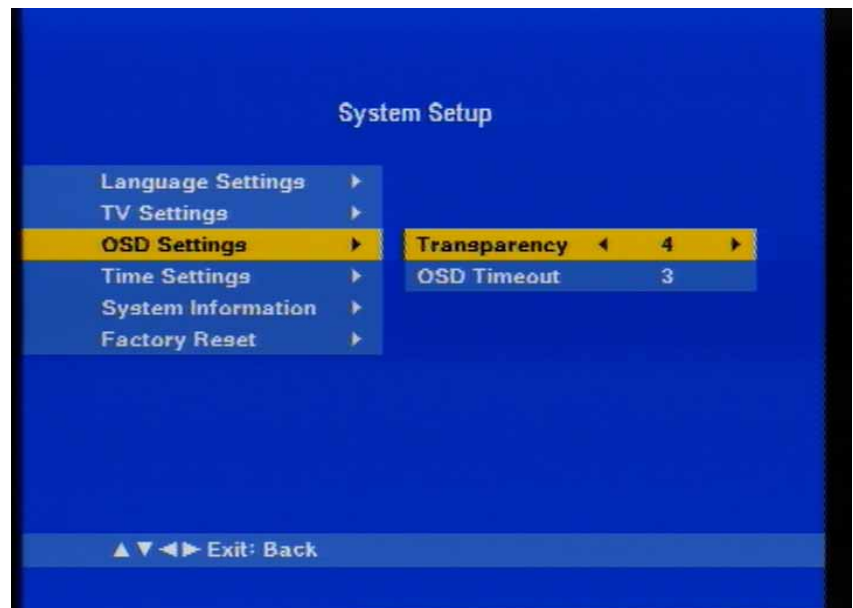 System Setup
Language Settings ▶
TV Settings ▶
OSD Settings ▶ Transparency ◀ 4 ▶
Time Settings ▶ OSD Timeout 3
System Information ▶
Factory Reset ▶
▲▼◀▶ Exit: Back